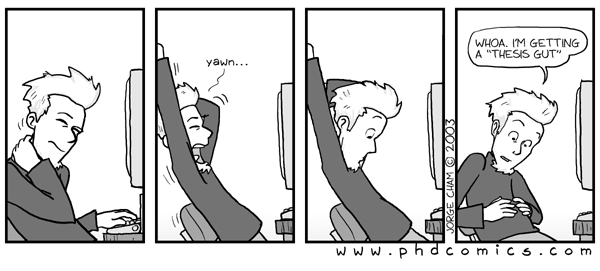 yawn...
JORGE CHAM © 2003
WHOA. I'M GETTING
A "THESIS GUT"
www.phdcomics.com